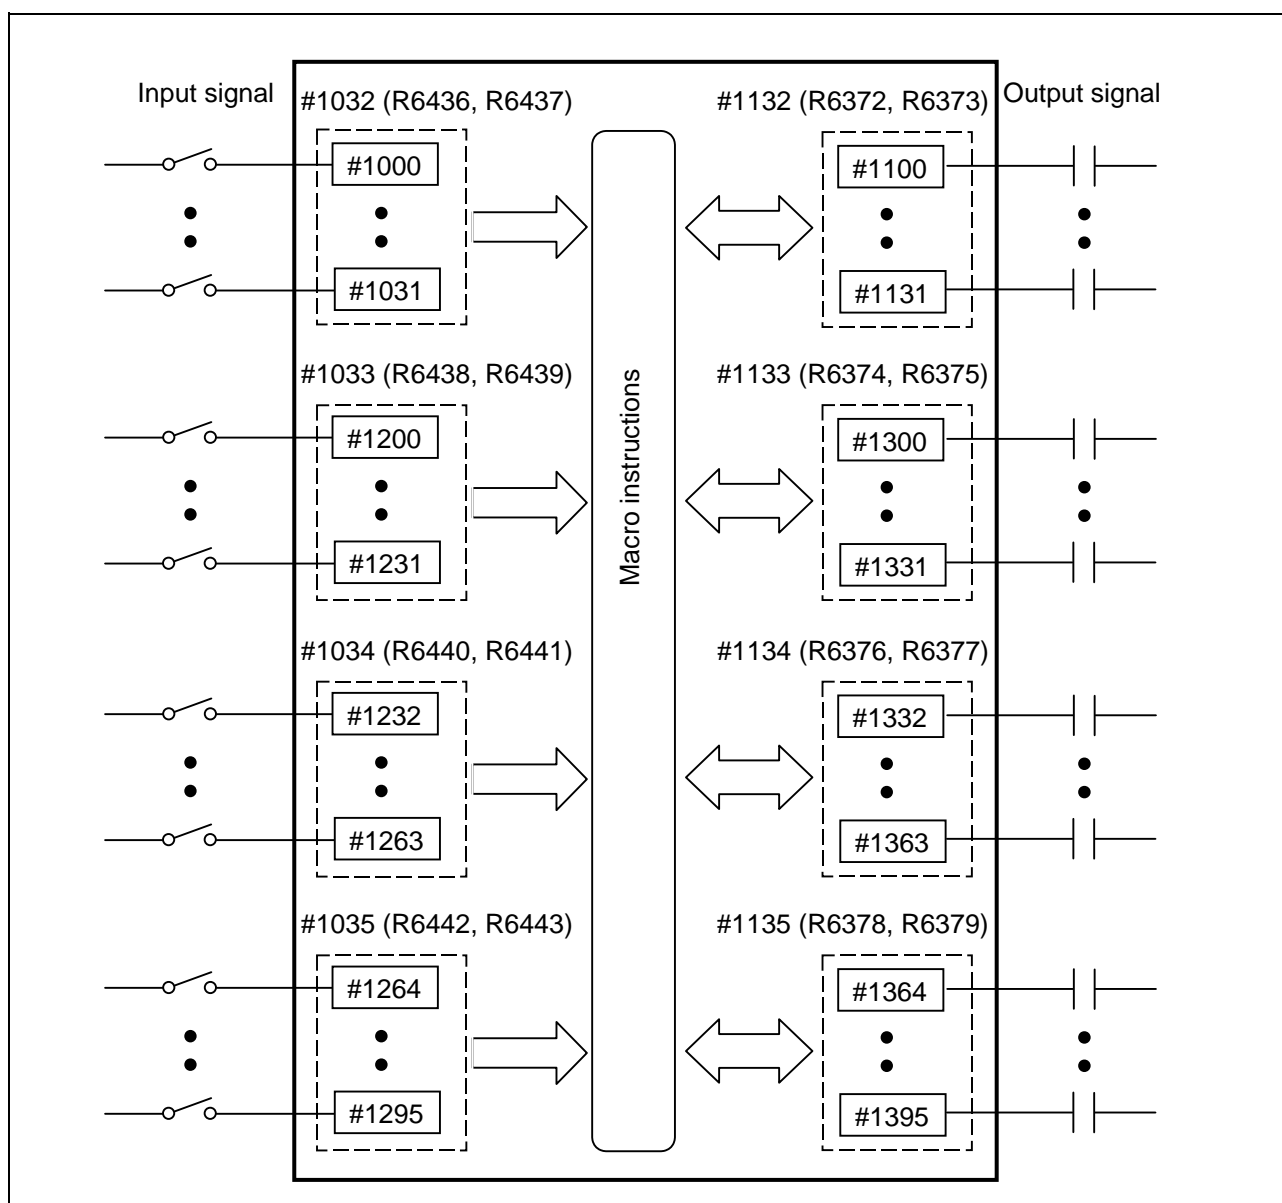 Input signal
#1032 (R6436, R6437)
#1132 (R6372, R6373)
Output signal
#1000
#1100
#1031
#1131
#1033 (R6438, R6439)
#1133 (R6374, R6375)
#1200
#1300
Macro instructions
#1231
#1331
#1034 (R6440, R6441)
#1134 (R6376, R6377)
#1232
#1332
#1263
#1363
#1035 (R6442, R6443)
#1135 (R6378, R6379)
#1264
#1364
#1295
#1395